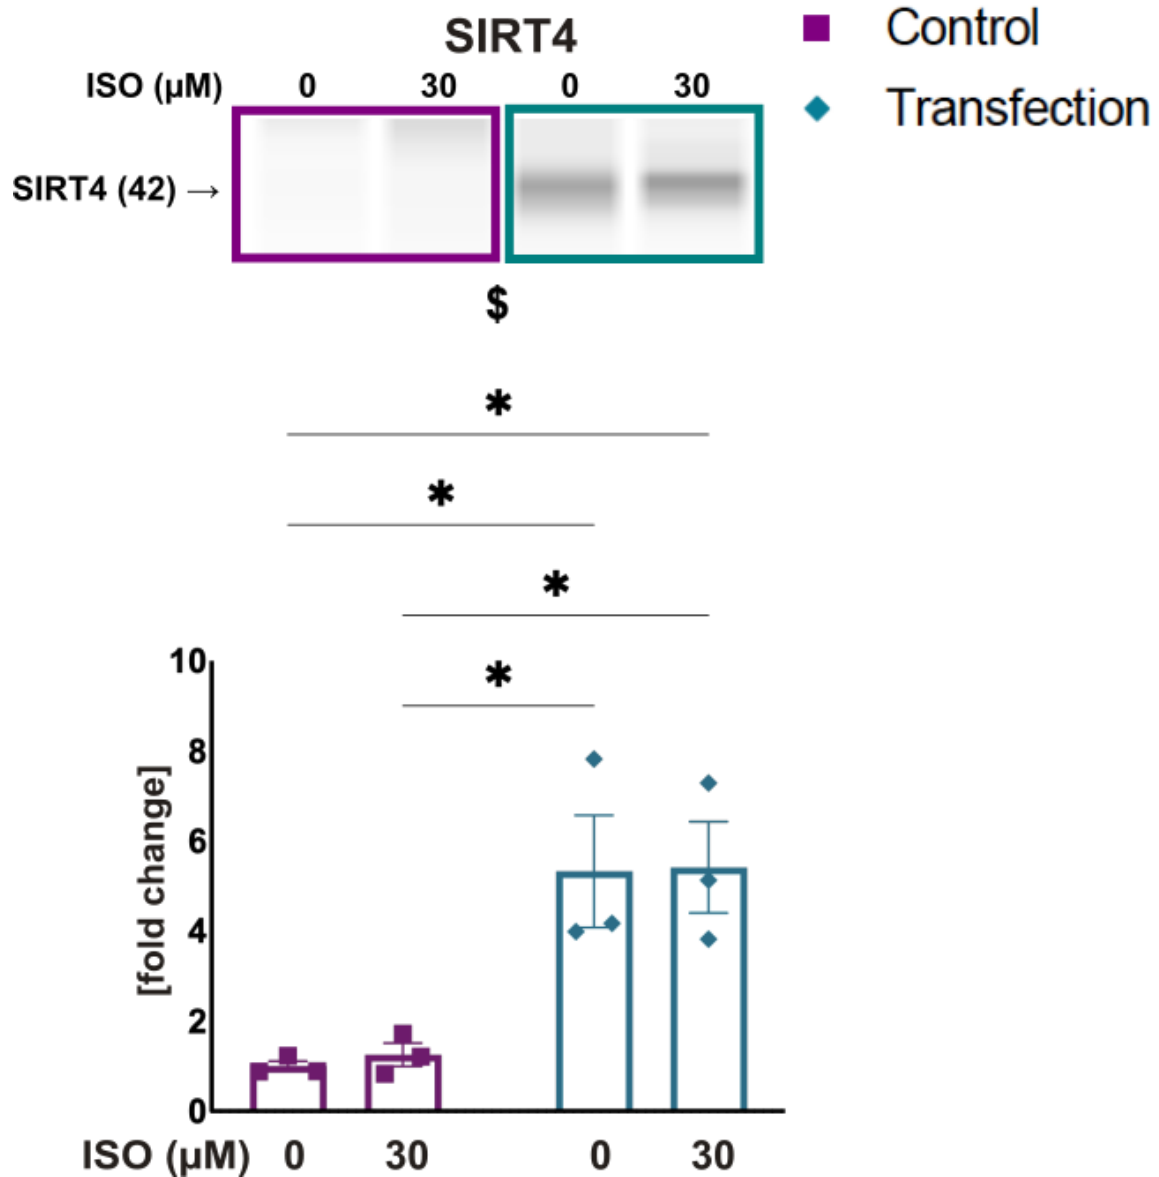 SIRT4
Control
ISO (µM) 0 30 0 30
Transfection
SIRT4 (42) →
$
*
*
*
*
10
8
6
4
2
0
[fold change]
ISO (µM) 0 30 0 30